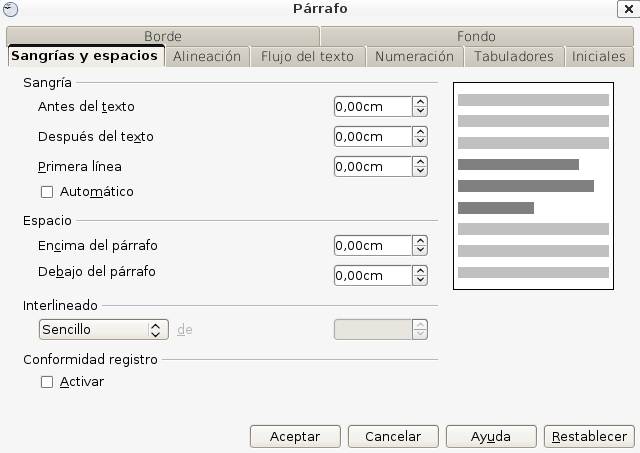 Párrafo
Borde Fondo
Sangrías y espacios Alineación Flujo del texto Numeración Tabuladores Iniciales
Sangría
Antes del texto 0,00cm
Después del texto 0,00cm
Primera línea 0,00cm
Automático
Espacio
Encima del párrafo 0,00cm
Debajo del párrafo 0,00cm
Interlineado
Sencillo de
Conformidad registro
Activar
Aceptar Cancelar Ayuda Restablecer